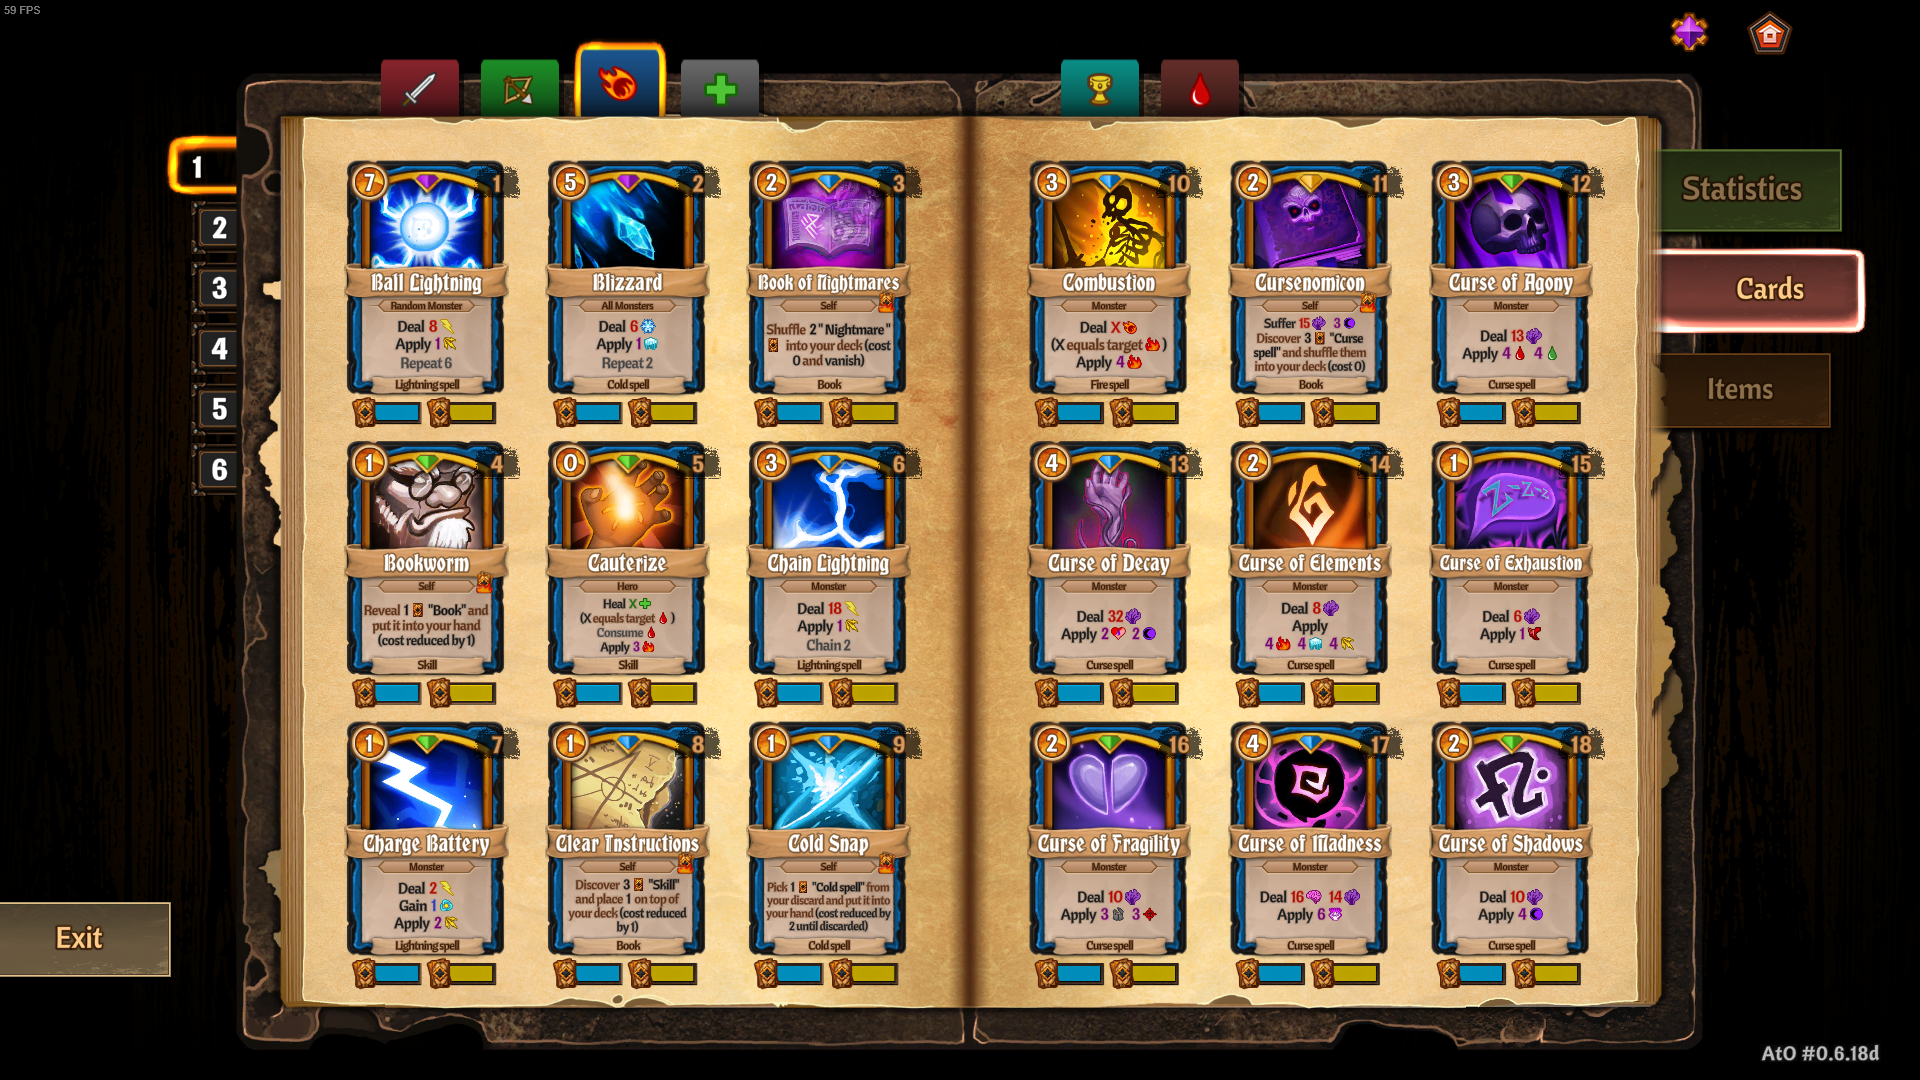 59 FPS
1
2
3
4
5
6
Statistics
Cards
Items
Exit
7
1
Ball Lightning
Random Monster
Deal 8
Apply 1
Repeat 6
Lightning spell
5
2
Blizzard
All Monsters
Deal 6
Apply 1
Repeat 2
Cold spell
2
3
Book of Nightmares
Self
Shuffle 2 "Nightmare"
into your deck (cost
0 and vanish)
Book
1
4
Bookworm
Self
Reveal 1 "Book" and
put it into your hand
(cost reduced by 1)
Skill
0
5
Cauterize
Hero
Heal X
(X equals target )
Consume
Apply 3
Skill
3
6
Chain Lightning
Monster
Deal 18
Apply 1
Chain 2
Lightning spell
1
7
Charge Battery
Monster
Deal 2
Gain 1
Apply 2
Lightning spell
1
8
Clear Instructions
Self
Discover 3 "Skill"
and place 1 on top of
your deck (cost reduced
by 1)
Book
1
9
Cold Snap
Self
Pick 1 "Cold spell" from
your discard and put it into
your hand (cost reduced by
2 until discarded)
Cold spell
3
10
Combustion
Monster
Deal X
(X equals target )
Apply 4
Fire spell
2
11
Cursenomicon
Self
Suffer 15 3
Discover 3 "Curse
spell" and shuffle them
into your deck (cost 0)
Book
3
12
Curse of Agony
Monster
Deal 13
Apply 4 4
Curse spell
4
13
Curse of Decay
Monster
Deal 32
Apply 2 2
Curse spell
2
14
Curse of Elements
Monster
Deal 8
Apply
4 4 4
Curse spell
1
15
Curse of Exhaustion
Monster
Deal 6
Apply 1
Curse spell
2
16
Curse of Fragility
Monster
Deal 10
Apply 3 3
Curse spell
4
17
Curse of Madness
Monster
Deal 16 14
Apply 6
Curse spell
2
18
Curse of Shadows
Monster
Deal 10
Apply 4
Curse spell
AtO #0.6.18d